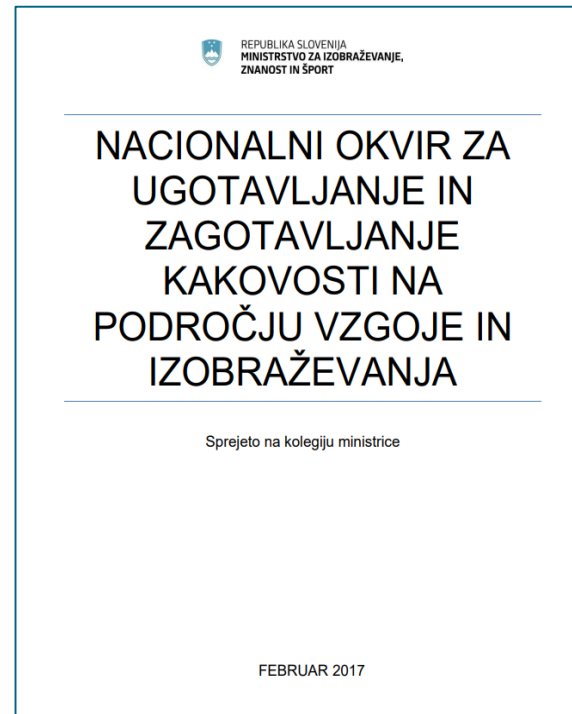 REPUBLIKA SLOVENIJA
MINISTRSTVO ZA IZOBRAŽEVANJE,
ZNANOST IN ŠPORT
NACIONALNI OKVIR ZA
UGOTAVLJANJE IN
ZAGOTAVLJANJE
KAKOVOSTI NA
PODROČJU VZGOJE IN
IZOBRAŽEVANJA
Sprejeto na kolegiju ministrice
FEBRUAR 2017